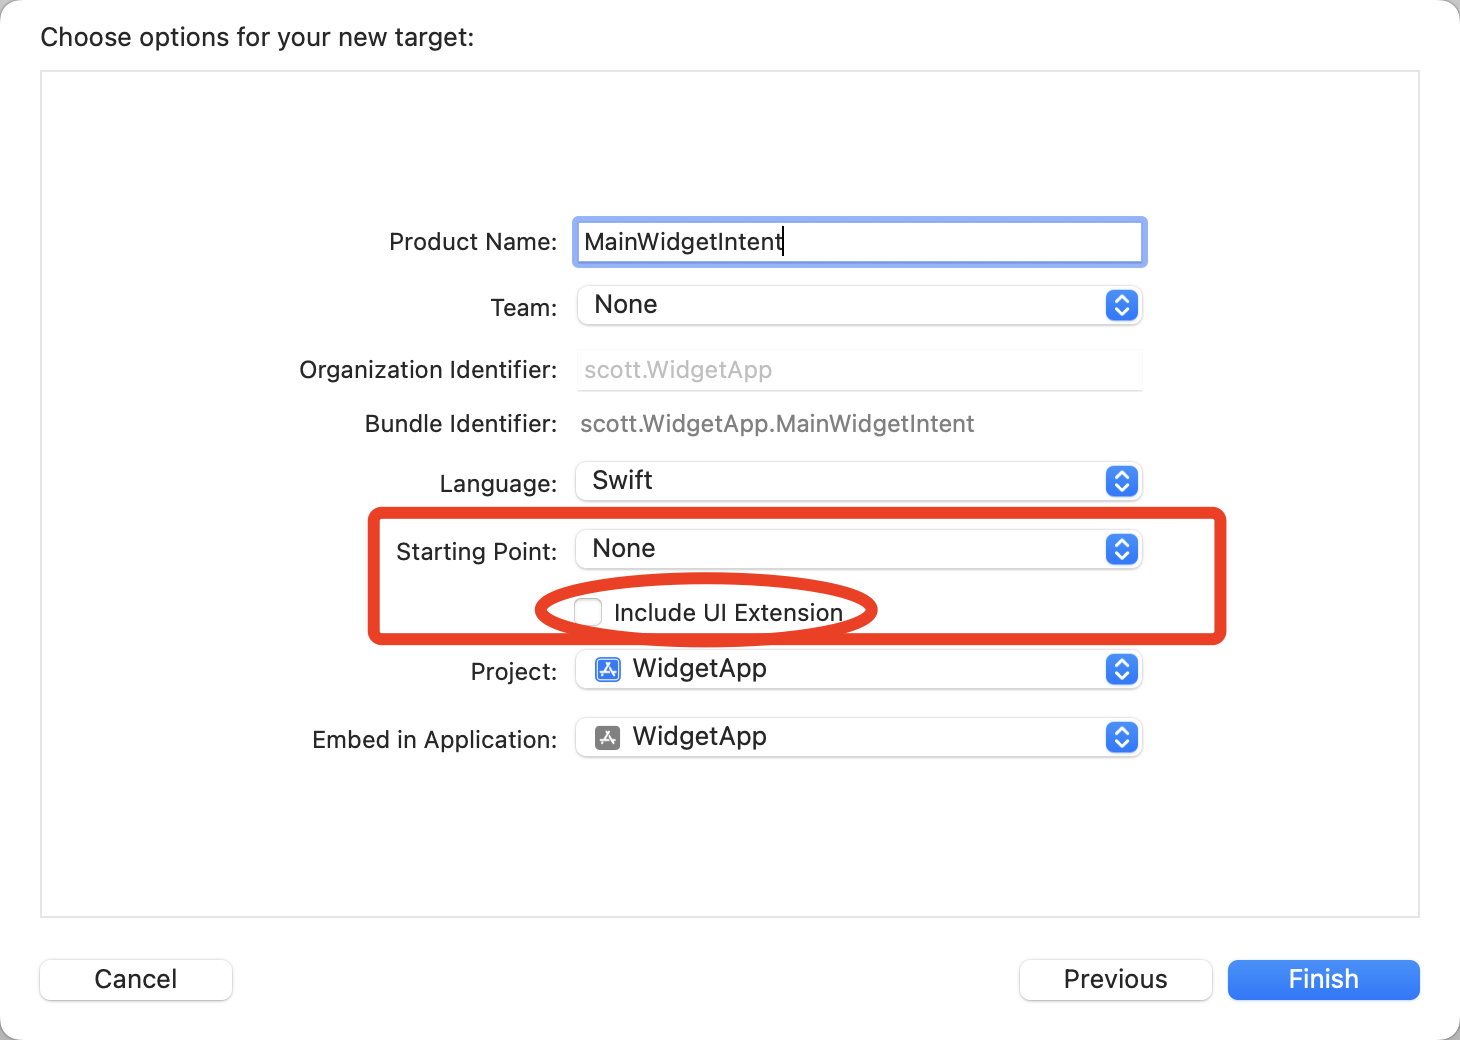 Choose options for your new target:
Product Name: MainWidgetIntent
Team: None
Organization Identifier: scott.WidgetApp
Bundle Identifier: scott.WidgetApp.MainWidgetIntent
Language: Swift
Starting Point: None
Include UI Extension
Project: WidgetApp
Embed in Application: WidgetApp
Cancel Previous Finish